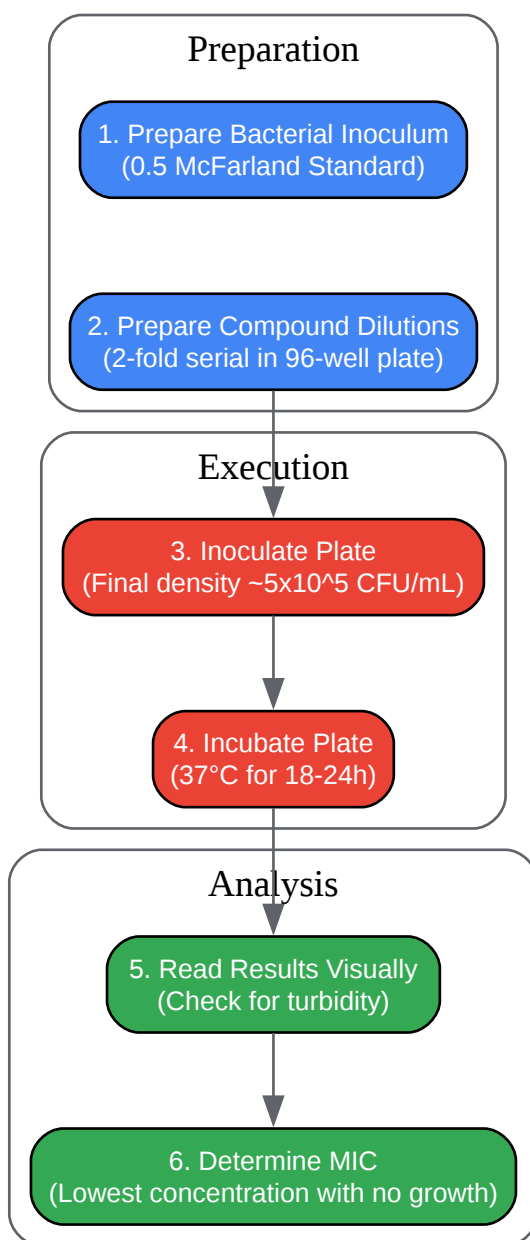 Preparation
1. Prepare Bacterial Inoculum
(0.5 McFarland Standard)
2. Prepare Compound Dilutions
(2-fold serial in 96-well plate)
Execution
3. Inoculate Plate
(Final density ~5x10^5 CFU/mL)
4. Incubate Plate
(37°C for 18-24h)
Analysis
5. Read Results Visually
(Check for turbidity)
6. Determine MIC
(Lowest concentration with no growth)